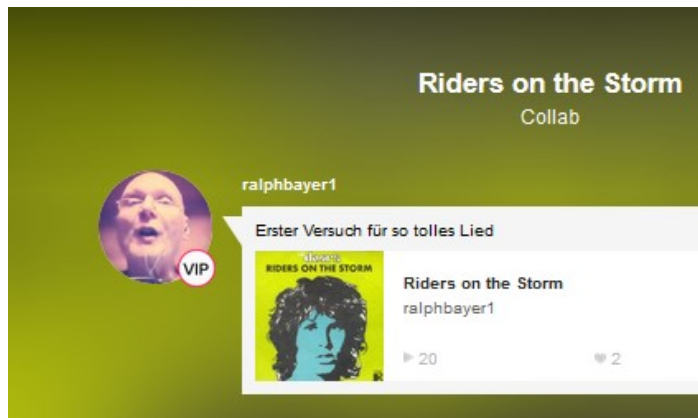 Riders on the Storm
Collab
ralphbayer1
Erster Versuch für so tolles Lied
VIP
doors
RIDERS ON THE STORM
Riders on the Storm
ralphbayer1
20
2